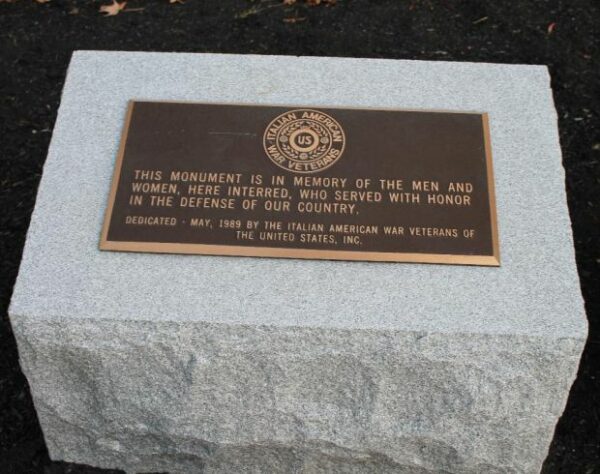 ITALIAN AMERICAN
US
WAR VETERANS
THIS MONUMENT IS IN MEMORY OF THE MEN AND
WOMEN, HERE INTERRED, WHO SERVED WITH HONOR
IN THE DEFENSE OF OUR COUNTRY.
DEDICATED - MAY, 1989 BY THE ITALIAN AMERICAN WAR VETERANS OF
THE UNITED STATES, INC.